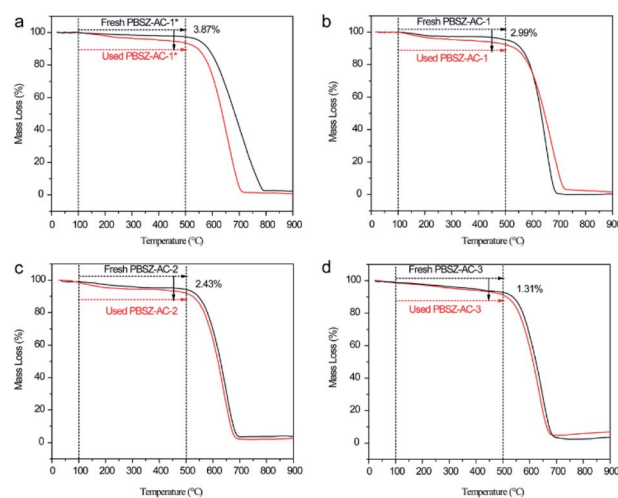 a
Fresh PBSZ-AC-1*
3.87%
Used PBSZ-AC-1*
Mass Loss (%)
100
80
60
40
20
0
0 100 200 300 400 500 600 700 800 900
Temperature (°C)
b
Fresh PBSZ-AC-1
2.99%
Used PBSZ-AC-1
Mass Loss (%)
100
80
60
40
20
0
0 100 200 300 400 500 600 700 800 900
Temperature (°C)
c
Fresh PBSZ-AC-2
2.43%
Used PBSZ-AC-2
Mass Loss (%)
100
80
60
40
20
0
0 100 200 300 400 500 600 700 800 900
Temperature (°C)
d
Fresh PBSZ-AC-3
1.31%
Used PBSZ-AC-3
Mass Loss (%)
100
80
60
40
20
0
0 100 200 300 400 500 600 700 800 900
Temperature (°C)